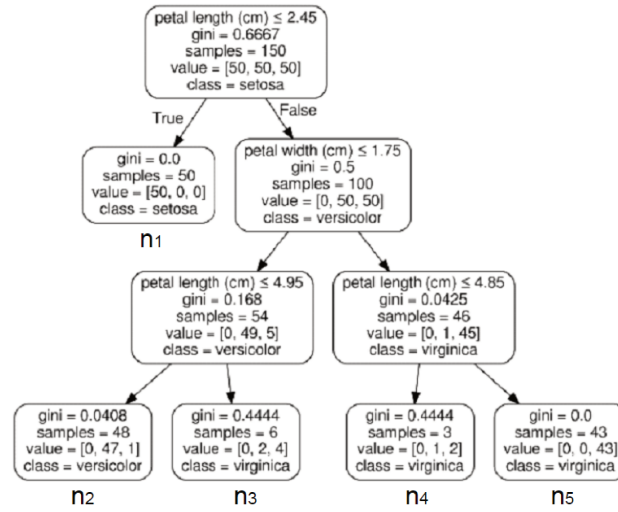 petal length (cm) ≤ 2.45
gini = 0.6667
samples = 150
value = [50, 50, 50]
class = setosa
True
False
gini = 0.0
samples = 50
value = [50, 0, 0]
class = setosa
n1
petal width (cm) ≤ 1.75
gini = 0.5
samples = 100
value = [0, 50, 50]
class = versicolor
petal length (cm) ≤ 4.95
gini = 0.168
samples = 54
value = [0, 49, 5]
class = versicolor
petal length (cm) ≤ 4.85
gini = 0.0425
samples = 46
value = [0, 1, 45]
class = virginica
gini = 0.0408
samples = 48
value = [0, 47, 1]
class = versicolor
n2
gini = 0.4444
samples = 6
value = [0, 2, 4]
class = virginica
n3
gini = 0.4444
samples = 3
value = [0, 1, 2]
class = virginica
n4
gini = 0.0
samples = 43
value = [0, 0, 43]
class = virginica
n5